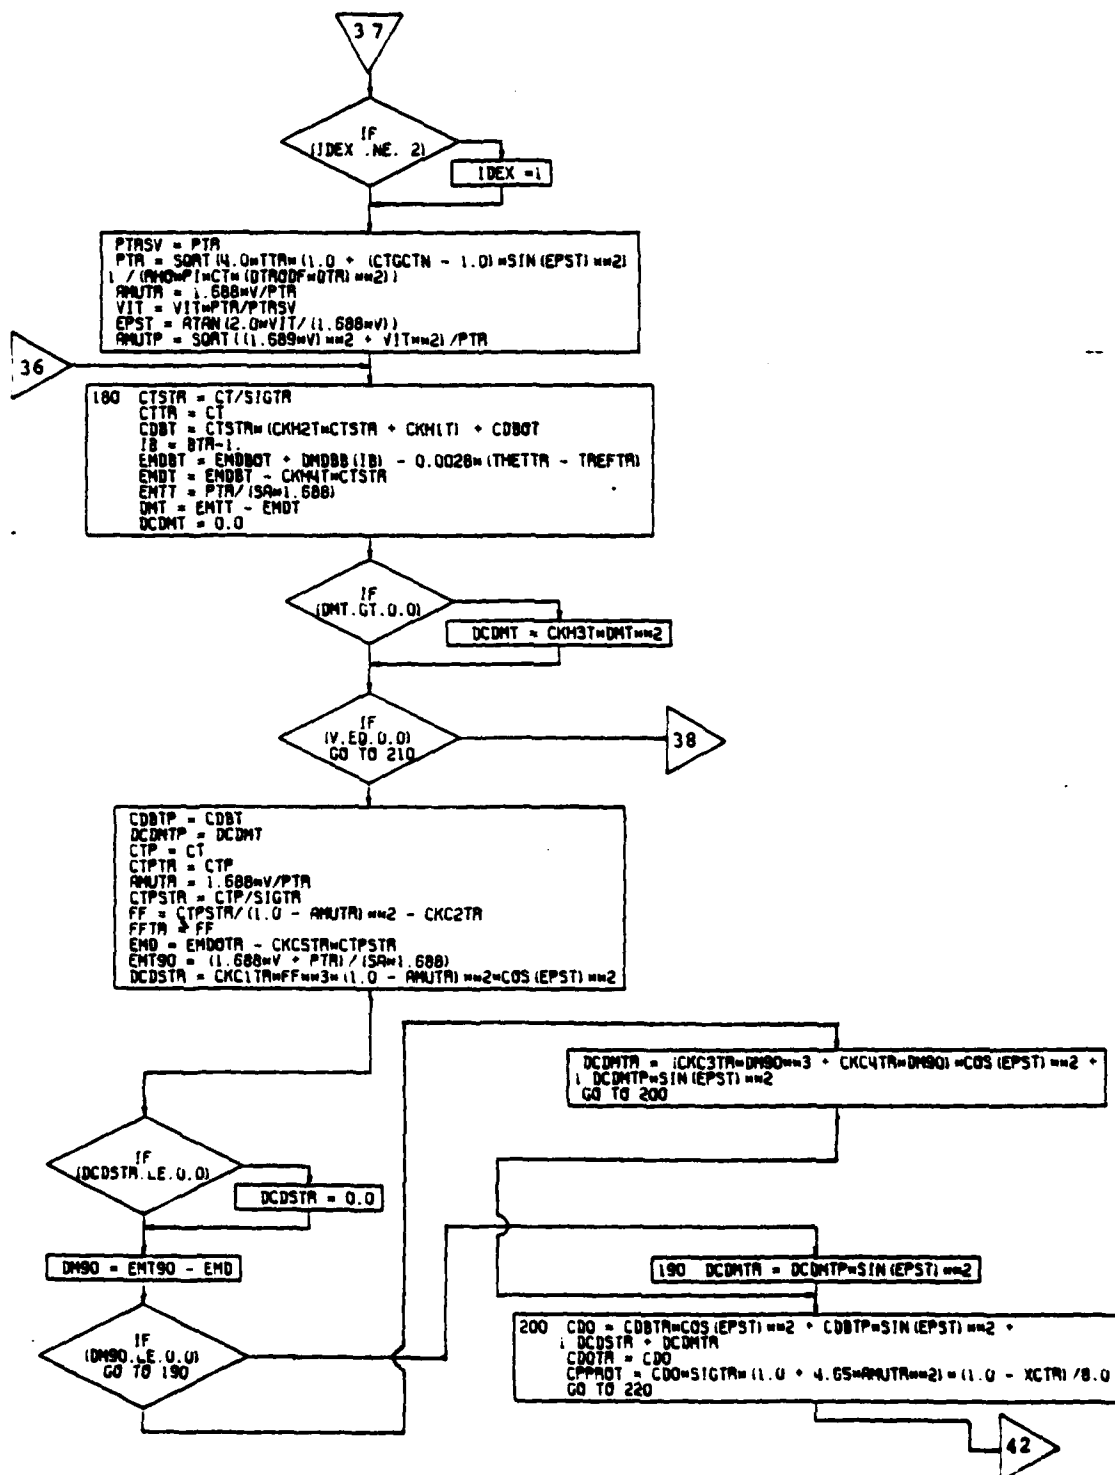 37
IF
(IDEX .NE. 2)
IDEX =1
PTRSV = PTR
PTR = SQRT(4.0*TTR*(1.0 + (CTGCTN - 1.0)*SIN(EPST)**2)
1 /(RHO*PI*CT*(DTRODF*DTR)**2))
AMUTR = 1.688*V/PTR
VIT = VIT*PTR/PTRSV
EPST = ATAN(2.0*VIT/(1.688*V))
AMUTP = SQRT((1.689*V)**2 + VIT**2)/PTR
36
180 CTSTR = CT/SIGTR
CTTR = CT
CDBT = CTSTR*(CKH2T*CTSTR + CKH1T) + CDBOT
IB = BTR-1.
EMDBT = EMDBOT + DMDBB(IB) - 0.0028*(THETTR - TREFTR)
EMDT = EMDBT - CKM4T*CTSTR
EMTT = PTR/(SA*1.688)
DMT = EMTT - EMDT
DCDMT = 0.0
IF
(DMT.GT.0.0)
DCDMT = CKH3T*DMT**2
IF
(V.EQ.0.0)
GO TO 210
38
CDBTP = CDBT
DCDMTP = DCDMT
CTP = CT
CTPTR = CTP
AMUTR = 1.688*V/PTR
CTPSTR = CTP/SIGTR
FF = CTPSTR/(1.0 - AMUTR)**2 - CKC2TR
FFTR = FF
EMD = EMDOTR - CKC5TR*CTPSTR
EMT90 = (1.688*V + PTR)/(SA*1.688)
DCDSTR = CKC1TR*FF**3*(1.0 - AMUTR)**2*COS(EPST)**2
DCDMTR = (CKC3TR*DM90**3 + CKC4TR*DM90)*COS(EPST)**2 +
1 DCDMTP*SIN(EPST)**2
GO TO 200
IF
(DCDSTR.LE.0.0)
DCDSTR = 0.0
DM90 = EMT90 - EMD
190 DCDMTR = DCDMTP*SIN(EPST)**2
IF
(DM90.LE.0.0)
GO TO 190
200 CDO = CDBTR*COS(EPST)**2 + CDBTP*SIN(EPST)**2 +
1 DCDSTR + DCDMTR
CDOTR = CDO
CPPROT = CDO*SIGTR*(1.0 + 4.65*AMUTR**2)*(1.0 - XCTR)/8.0
GO TO 220
42